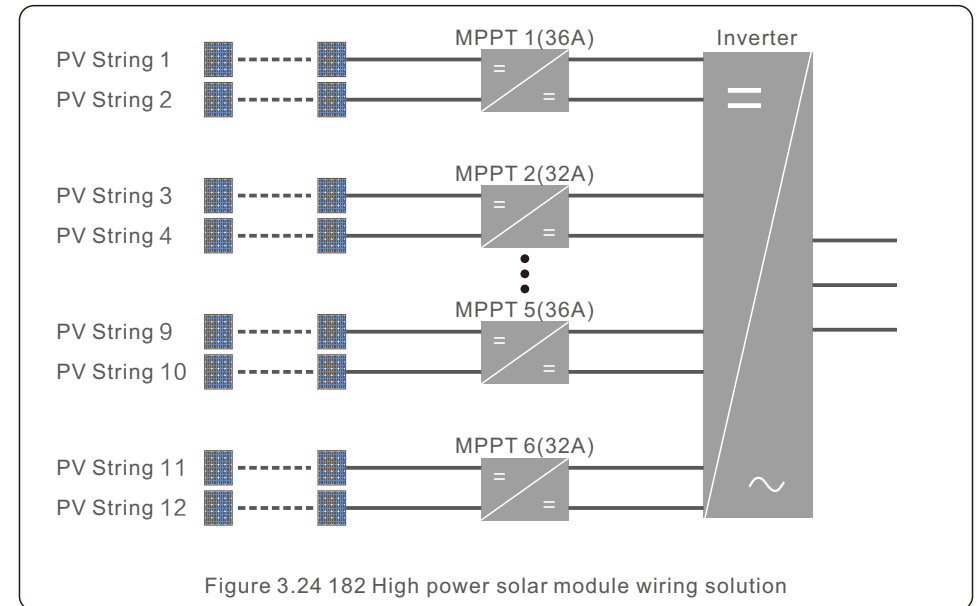 MPPT 1(36A)
Inverter
PV String 1
PV String 2
MPPT 2(32A)
PV String 3
PV String 4
MPPT 5(36A)
PV String 9
PV String 10
MPPT 6(32A)
PV String 11
PV String 12
Figure 3.24 182 High power solar module wiring solution